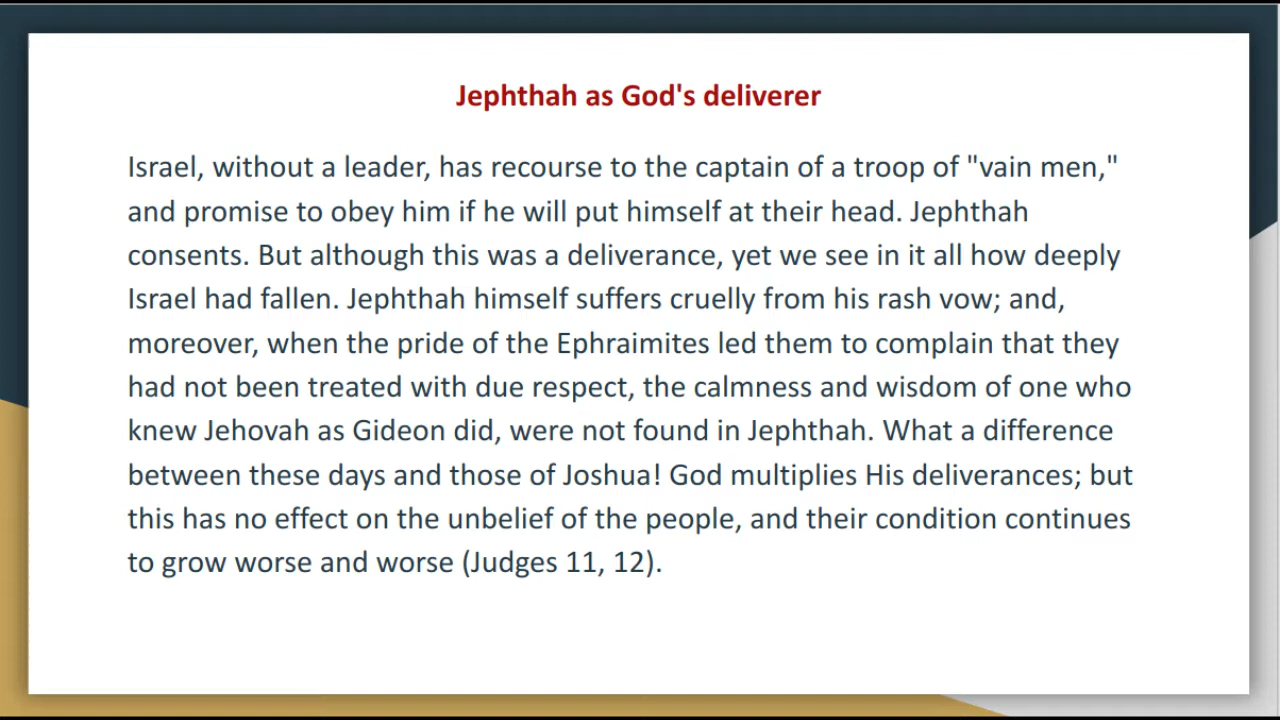 Jephthah as God's deliverer
Israel, without a leader, has recourse to the captain of a troop of "vain men,"
and promise to obey him if he will put himself at their head. Jephthah
consents. But although this was a deliverance, yet we see in it all how deeply
Israel had fallen. Jephthah himself suffers cruelly from his rash vow; and,
moreover, when the pride of the Ephraimites led them to complain that they
had not been treated with due respect, the calmness and wisdom of one who
knew Jehovah as Gideon did, were not found in Jephthah. What a difference
between these days and those of Joshua! God multiplies His deliverances; but
this has no effect on the unbelief of the people, and their condition continues
to grow worse and worse (Judges 11, 12).